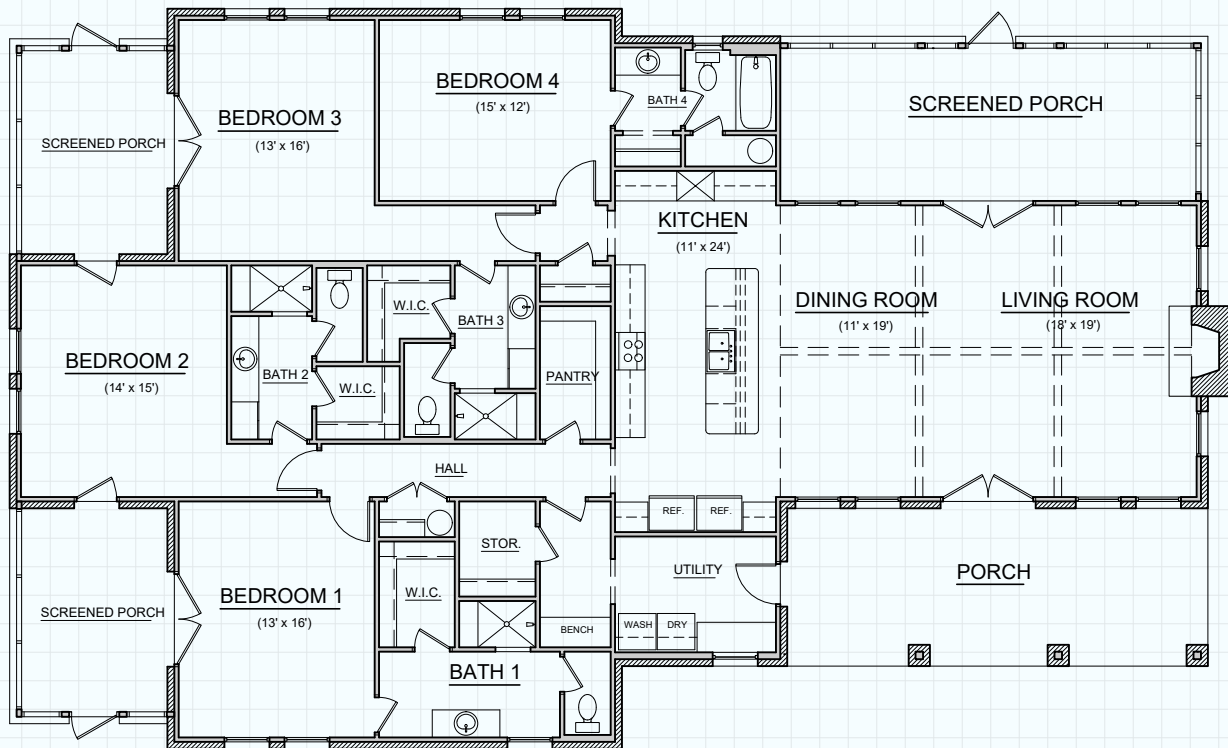 BEDROOM 4
(15' x 12')
BATH 4
SCREENED PORCH
BEDROOM 3
(13' x 16')
SCREENED PORCH
KITCHEN
(11' x 24')
W.I.C.
BATH 3
DINING ROOM
(11' x 19')
LIVING ROOM
(18' x 19')
BEDROOM 2
(14' x 15')
BATH 2
W.I.C.
PANTRY
HALL
REF.
REF.
STOR.
UTILITY
PORCH
BEDROOM 1
(13' x 16')
W.I.C.
SCREENED PORCH
BENCH
WASH
DRY
BATH 1